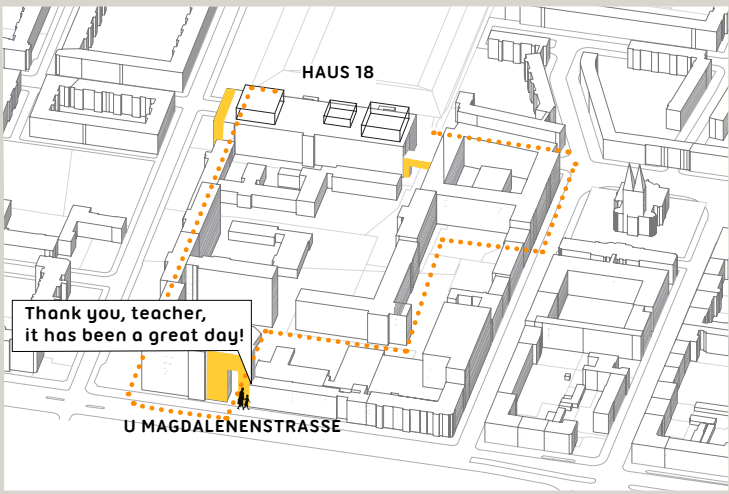 HAUS 18
Thank you, teacher,
it has been a great day!
U MAGDALENENSTRASSE